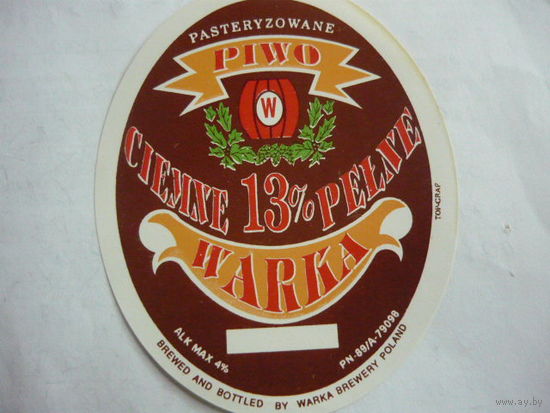 PASTERYZOWANE
PIWO
W
CIEMNE 13% PEŁNE
WARKA
ALK MAX 4%
PN-89/A-79098
BREWED AND BOTTLED BY WARKA BREWERY POLAND
TOP-GRAF
www.ay.by